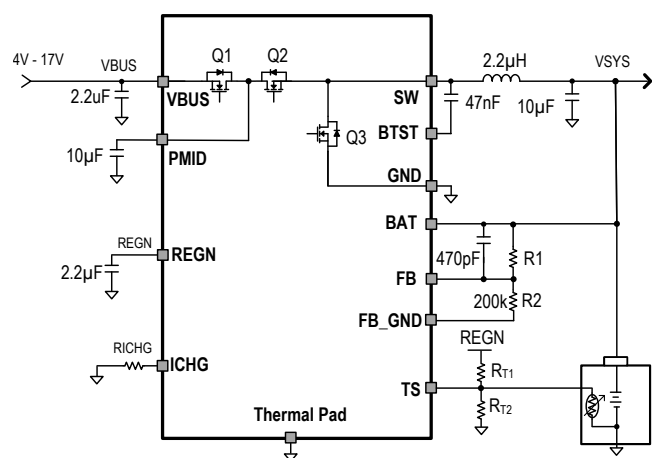 4V - 17V
VBUS
2.2uF
VBUS
Q1
Q2
SW
2.2µH
VSYS
47nF
10µF
BTST
Q3
10µF
PMID
GND
BAT
REGN
REGN
2.2µF
470pF
R1
FB
200k
R2
FB_GND
REGN
RICHG
ICHG
RT1
TS
RT2
Thermal Pad